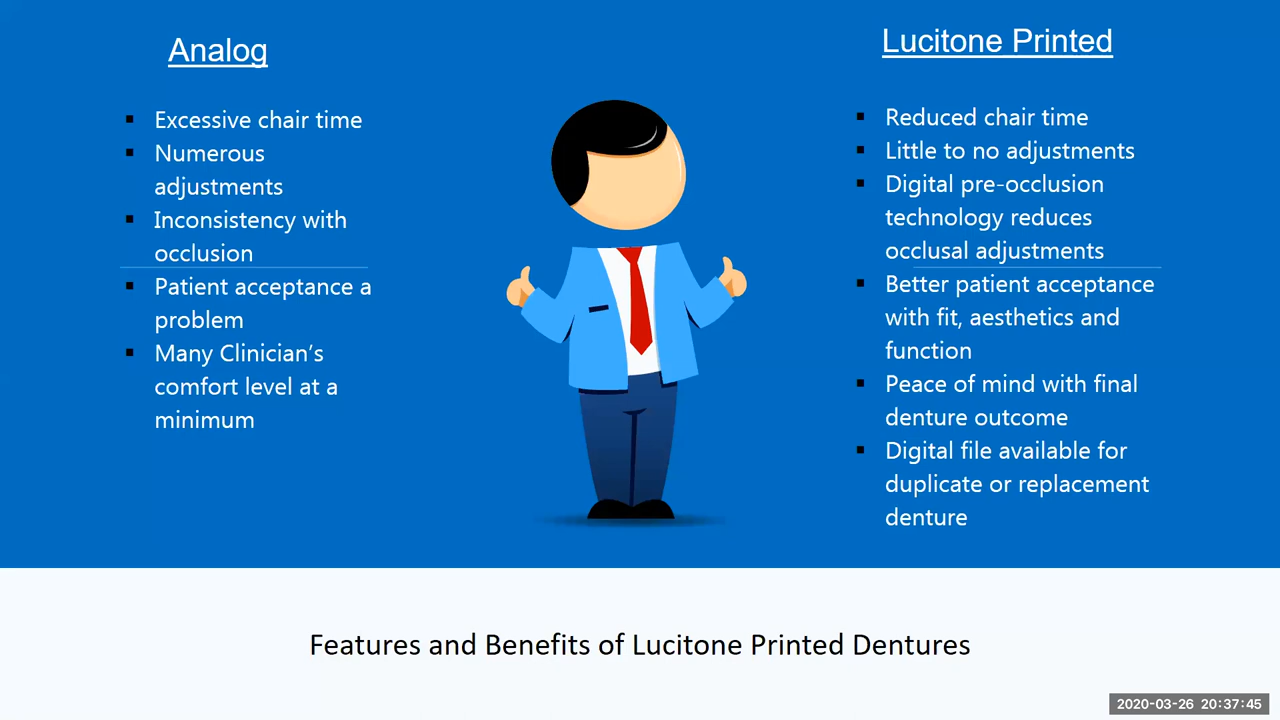 Analog
Excessive chair time
Numerous
adjustments
Inconsistency with
occlusion
Patient acceptance a
problem
Many Clinician’s
comfort level at a
minimum
Lucitone Printed
Reduced chair time
Little to no adjustments
Digital pre-occlusion
technology reduces
occlusal adjustments
Better patient acceptance
with fit, aesthetics and
function
Peace of mind with final
denture outcome
Digital file available for
duplicate or replacement
denture
Features and Benefits of Lucitone Printed Dentures
2020-03-26 20:37:45